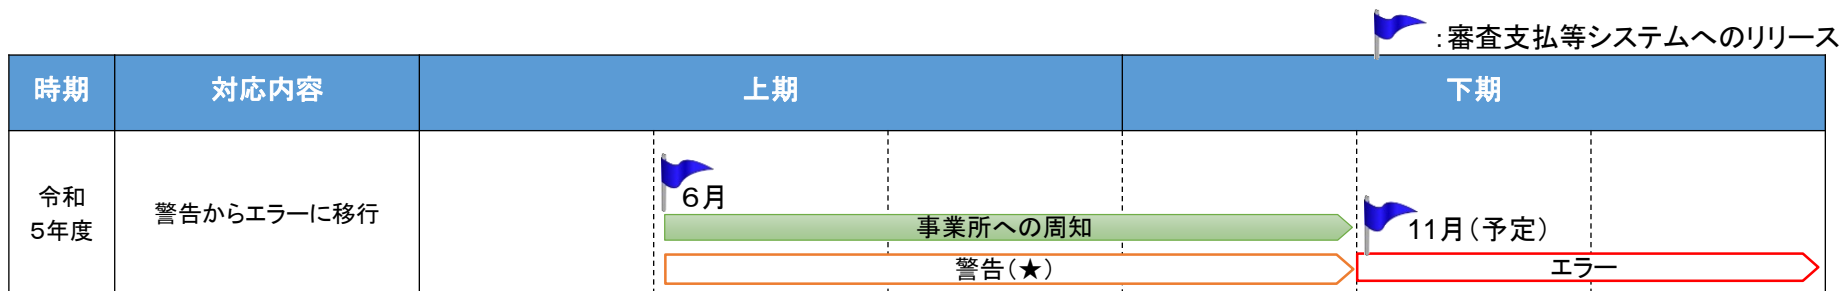 ：審査支払等システムへのリリース
時期 対応内容 上期 下期
令和
５年度
警告からエラーに移行
６月
事業所への周知
11月（予定）
警告（★）
エラー